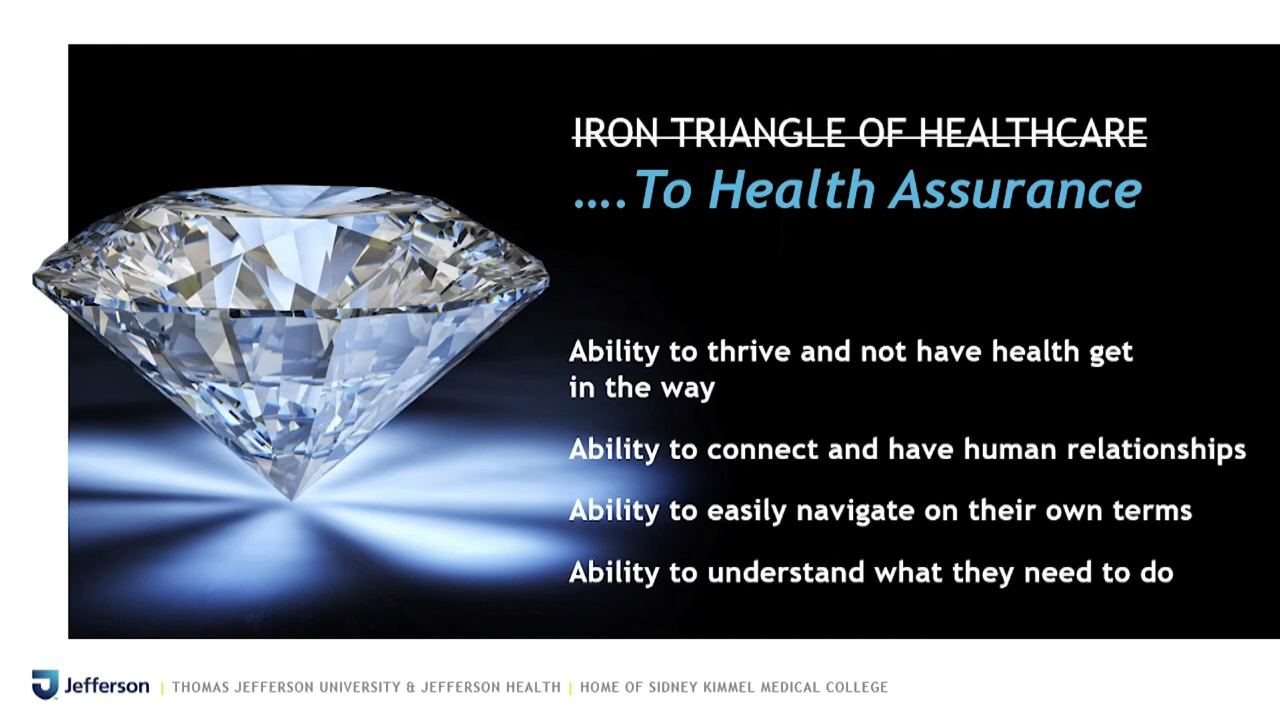 IRON TRIANGLE OF HEALTHCARE
....To Health Assurance
Ability to thrive and not have health get
in the way
Ability to connect and have human relationships
Ability to easily navigate on their own terms
Ability to understand what they need to do
Jefferson | THOMAS JEFFERSON UNIVERSITY & JEFFERSON HEALTH | HOME OF SIDNEY KIMMEL MEDICAL COLLEGE